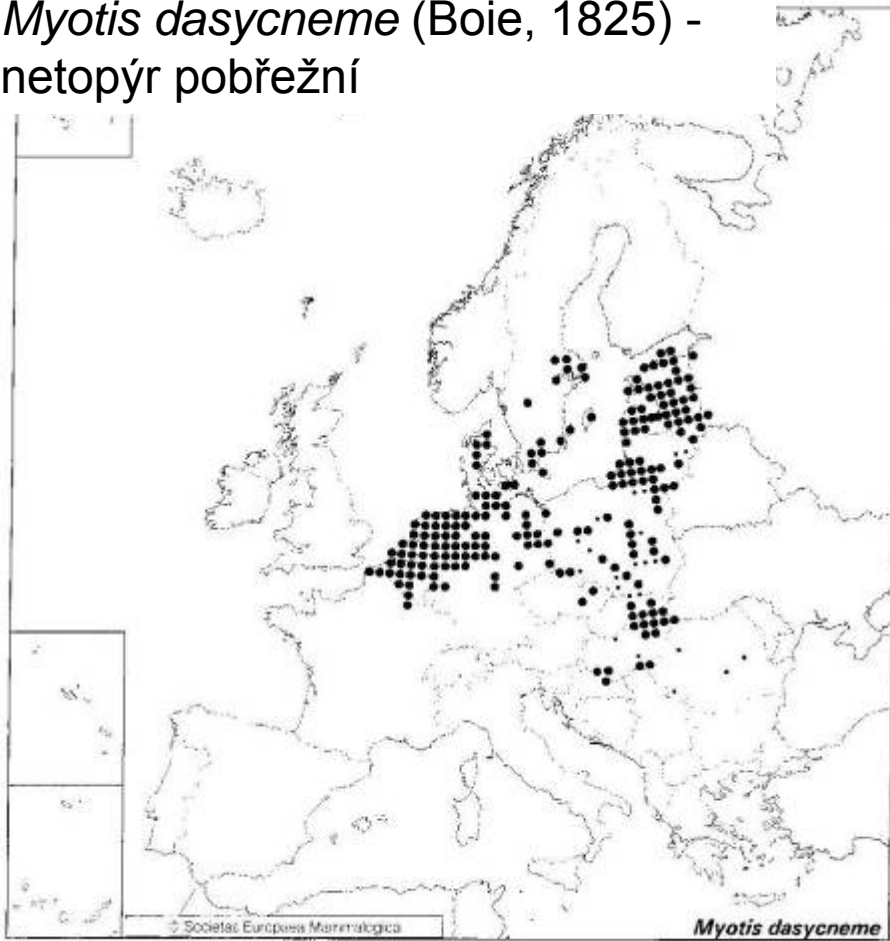 Myotis dasycneme (Boie, 1825) -
netopýr pobřežní
© Societas Europaea Mammalogica
Myotis dasycneme